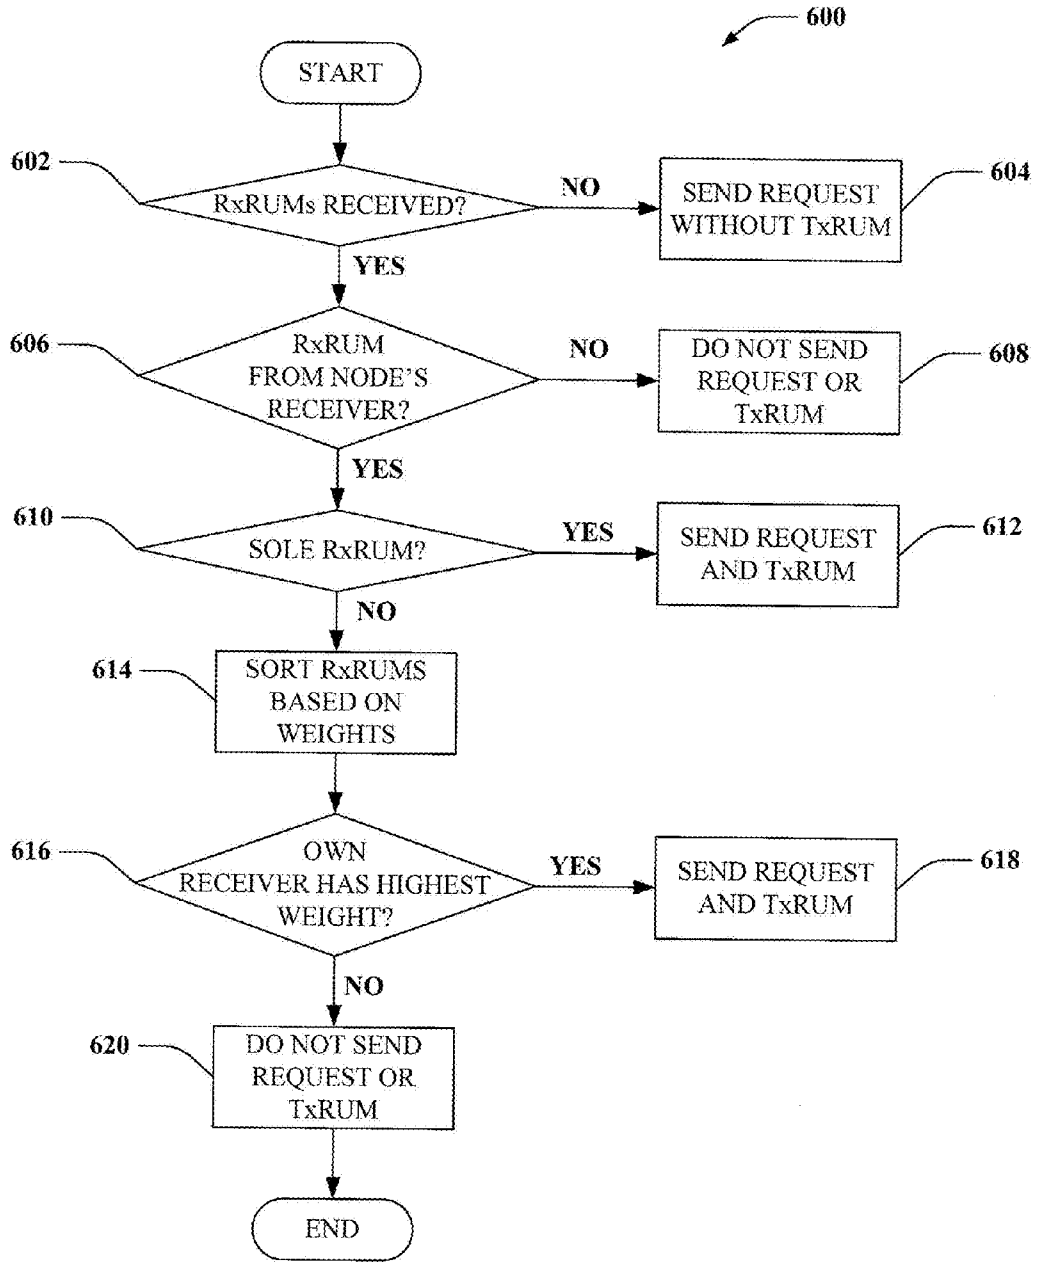 600
START
602
RxRUMs RECEIVED?
NO
SEND REQUEST
WITHOUT TxRUM
604
YES
606
RxRUM
FROM NODE'S
RECEIVER?
NO
DO NOT SEND
REQUEST OR
TxRUM
608
YES
610
SOLE RxRUM?
YES
SEND REQUEST
AND TxRUM
612
NO
614
SORT RxRUMS
BASED ON
WEIGHTS
616
OWN
RECEIVER HAS HIGHEST
WEIGHT?
YES
SEND REQUEST
AND TxRUM
618
NO
620
DO NOT SEND
REQUEST OR
TxRUM
END